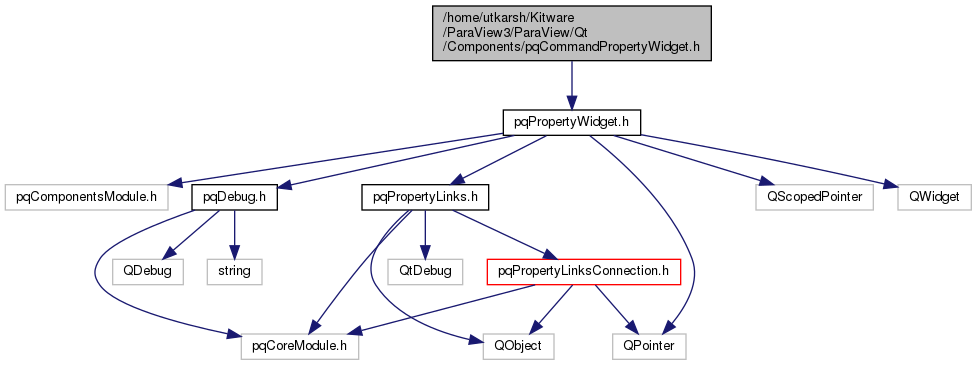 /home/utkarsh/Kitware
/ParaView3/ParaView/Qt
/Components/pqCommandPropertyWidget.h
pqPropertyWidget.h
pqComponentsModule.h
pqDebug.h
pqPropertyLinks.h
QScopedPointer
QWidget
QDebug
string
QtDebug
pqPropertyLinksConnection.h
pqCoreModule.h
QObject
QPointer